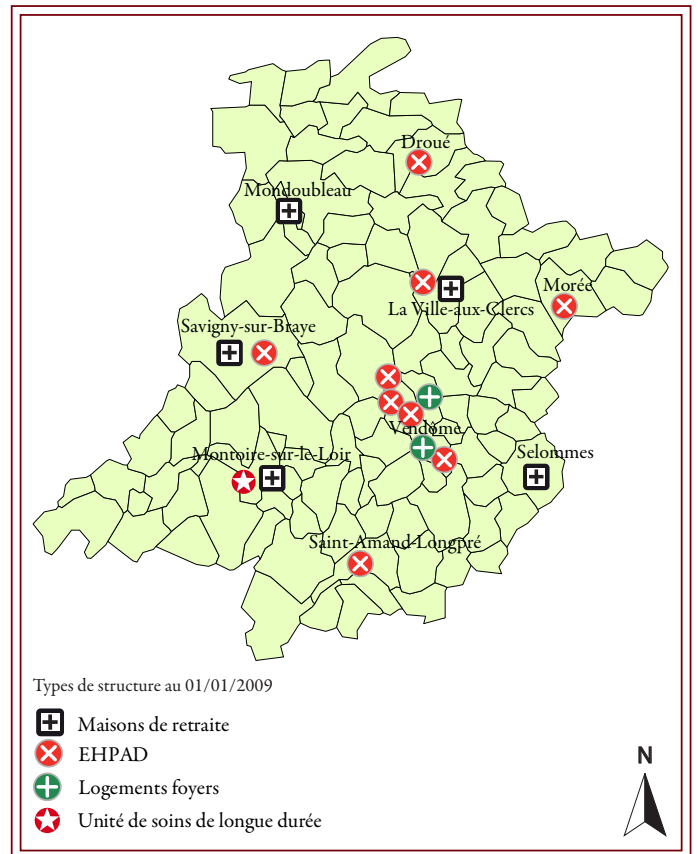 Droué
Mondoubleau
Morée
La Ville-aux-Clercs
Savigny-sur-Braye
Vendôme
Montoire-sur-le-Loir
Selommes
Saint-Amand-Longpré
Types de structure au 01/01/2009
Maisons de retraite
EHPAD
Logements foyers
Unité de soins de longue durée
N